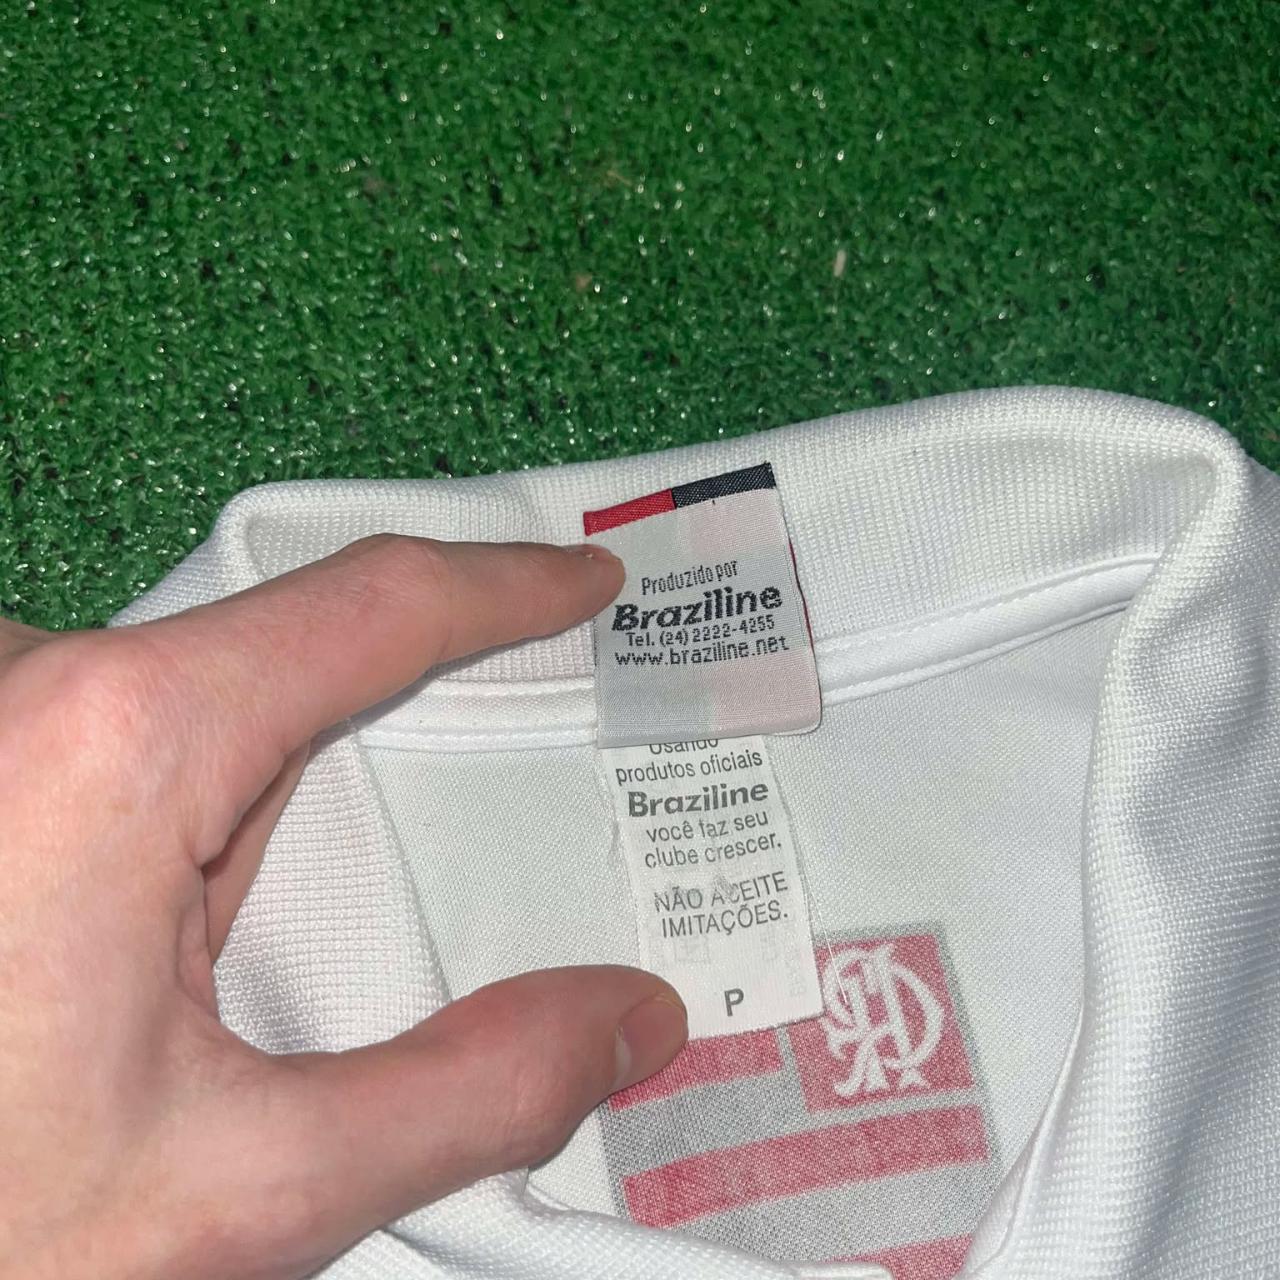 Produzido por
Braziline
Tel. (24) 2222-4255
www.braziline.net
Usando
produtos oficiais
Braziline
você faz seu
clube crescer.
NÃO ACEITE
IMITAÇÕES.
P